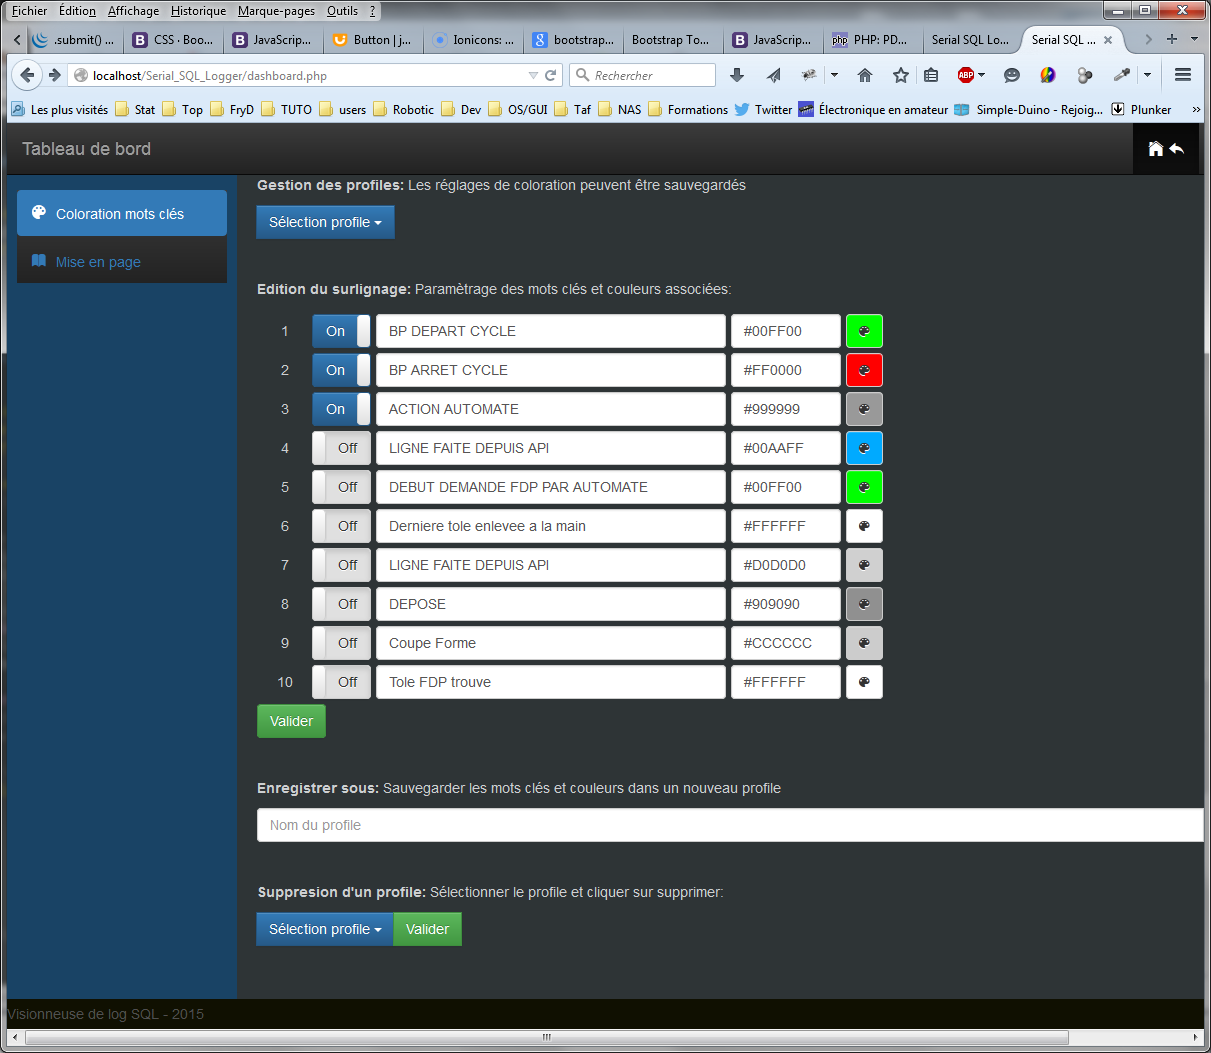 Fichier Édition Affichage Historique Marque-pages Outils ?
.submit() ... CSS · Boo... JavaScrip... Button | j... Ionicons: ... bootstrap... Bootstrap To... JavaScrip... php PHP: PD... Serial SQL Lo... Serial SQL ...
localhost/Serial_SQL_Logger/dashboard.php Rechercher ABP
Les plus visités Stat Top FryD TUTO users Robotic Dev OS/GUI Taf NAS Formations Twitter Électronique en amateur Simple-Duino - Rejoig... Plunker »
Tableau de bord
Coloration mots clés
Mise en page
Gestion des profiles: Les réglages de coloration peuvent être sauvegardés
Sélection profile
Edition du surlignage: Paramètrage des mots clés et couleurs associées:
1 On BP DEPART CYCLE #00FF00
2 On BP ARRET CYCLE #FF0000
3 On ACTION AUTOMATE #999999
4 Off LIGNE FAITE DEPUIS API #00AAFF
5 Off DEBUT DEMANDE FDP PAR AUTOMATE #00FF00
6 Off Derniere tole enlevee a la main #FFFFFF
7 Off LIGNE FAITE DEPUIS API #D0D0D0
8 Off DEPOSE #909090
9 Off Coupe Forme #CCCCCC
10 Off Tole FDP trouve #FFFFFF
Valider
Enregistrer sous: Sauvegarder les mots clés et couleurs dans un nouveau profile
Nom du profile
Suppresion d'un profile: Sélectionner le profile et cliquer sur supprimer:
Sélection profile Valider
Visionneuse de log SQL - 2015